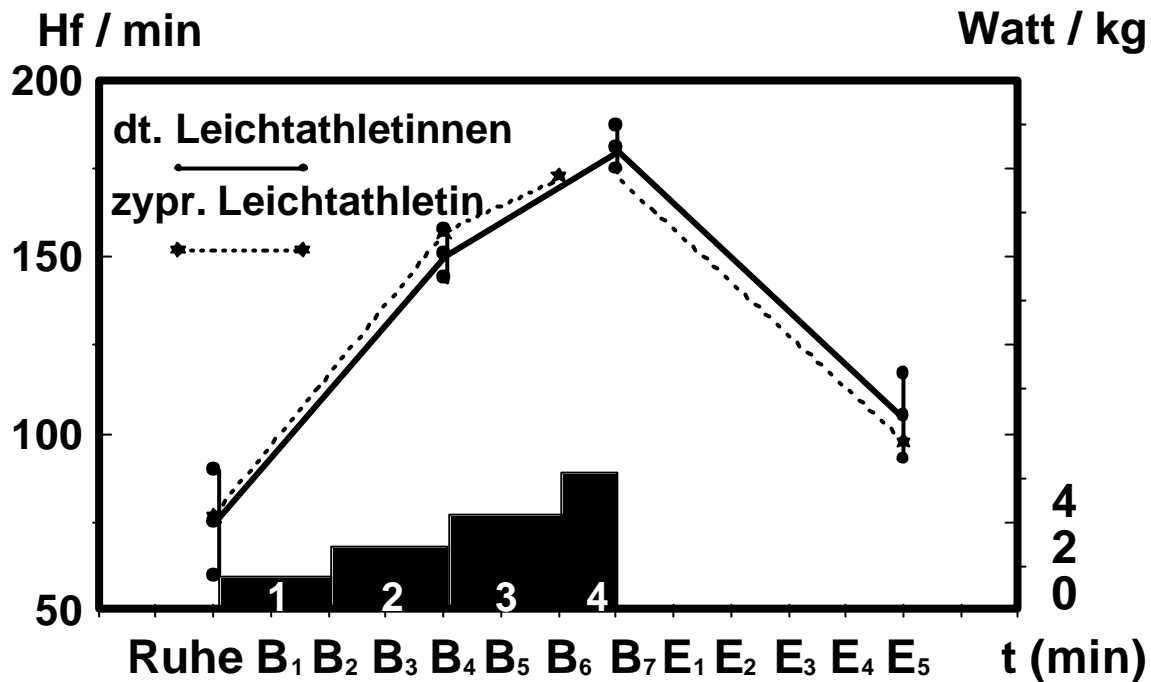 Hf / min
Watt / kg
200
dt. Leichtathletinnen
zypr. Leichtathletin
150
100
4
2
0
1 2 3 4
50
Ruhe B₁ B₂ B₃ B₄ B₅ B₆ B₇ E₁ E₂ E₃ E₄ E₅ t (min)